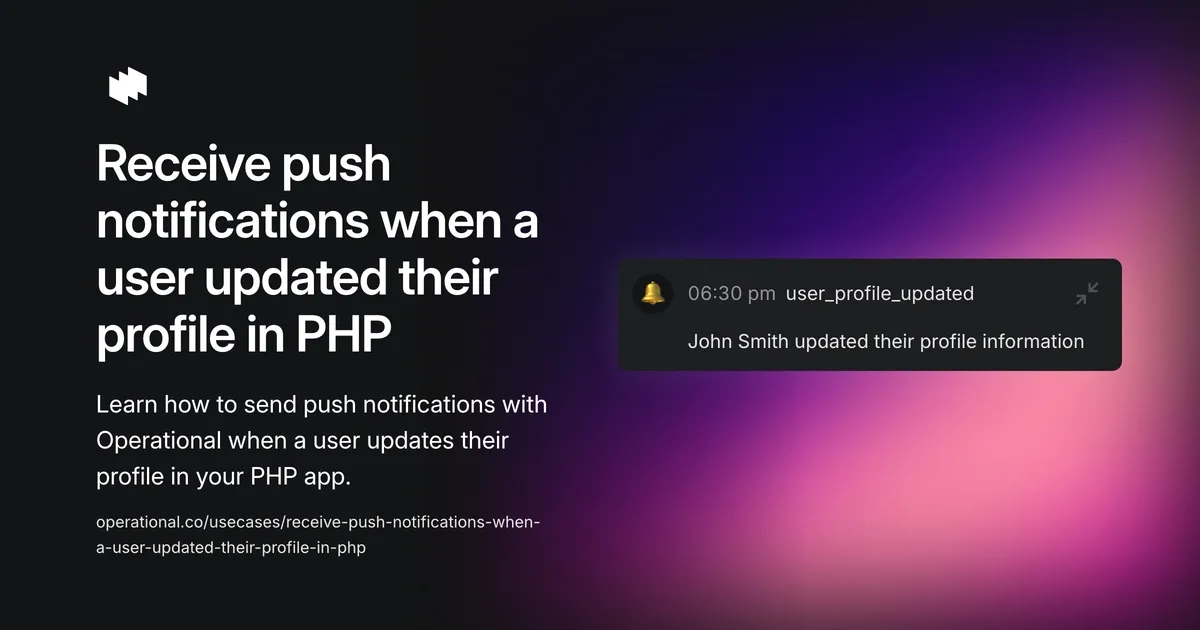 Receive push
notifications when a
user updated their
profile in PHP
Learn how to send push notifications with
Operational when a user updates their
profile in your PHP app.
operational.co/usecases/receive-push-notifications-when-
a-user-updated-their-profile-in-php
06:30 pm user_profile_updated
John Smith updated their profile information